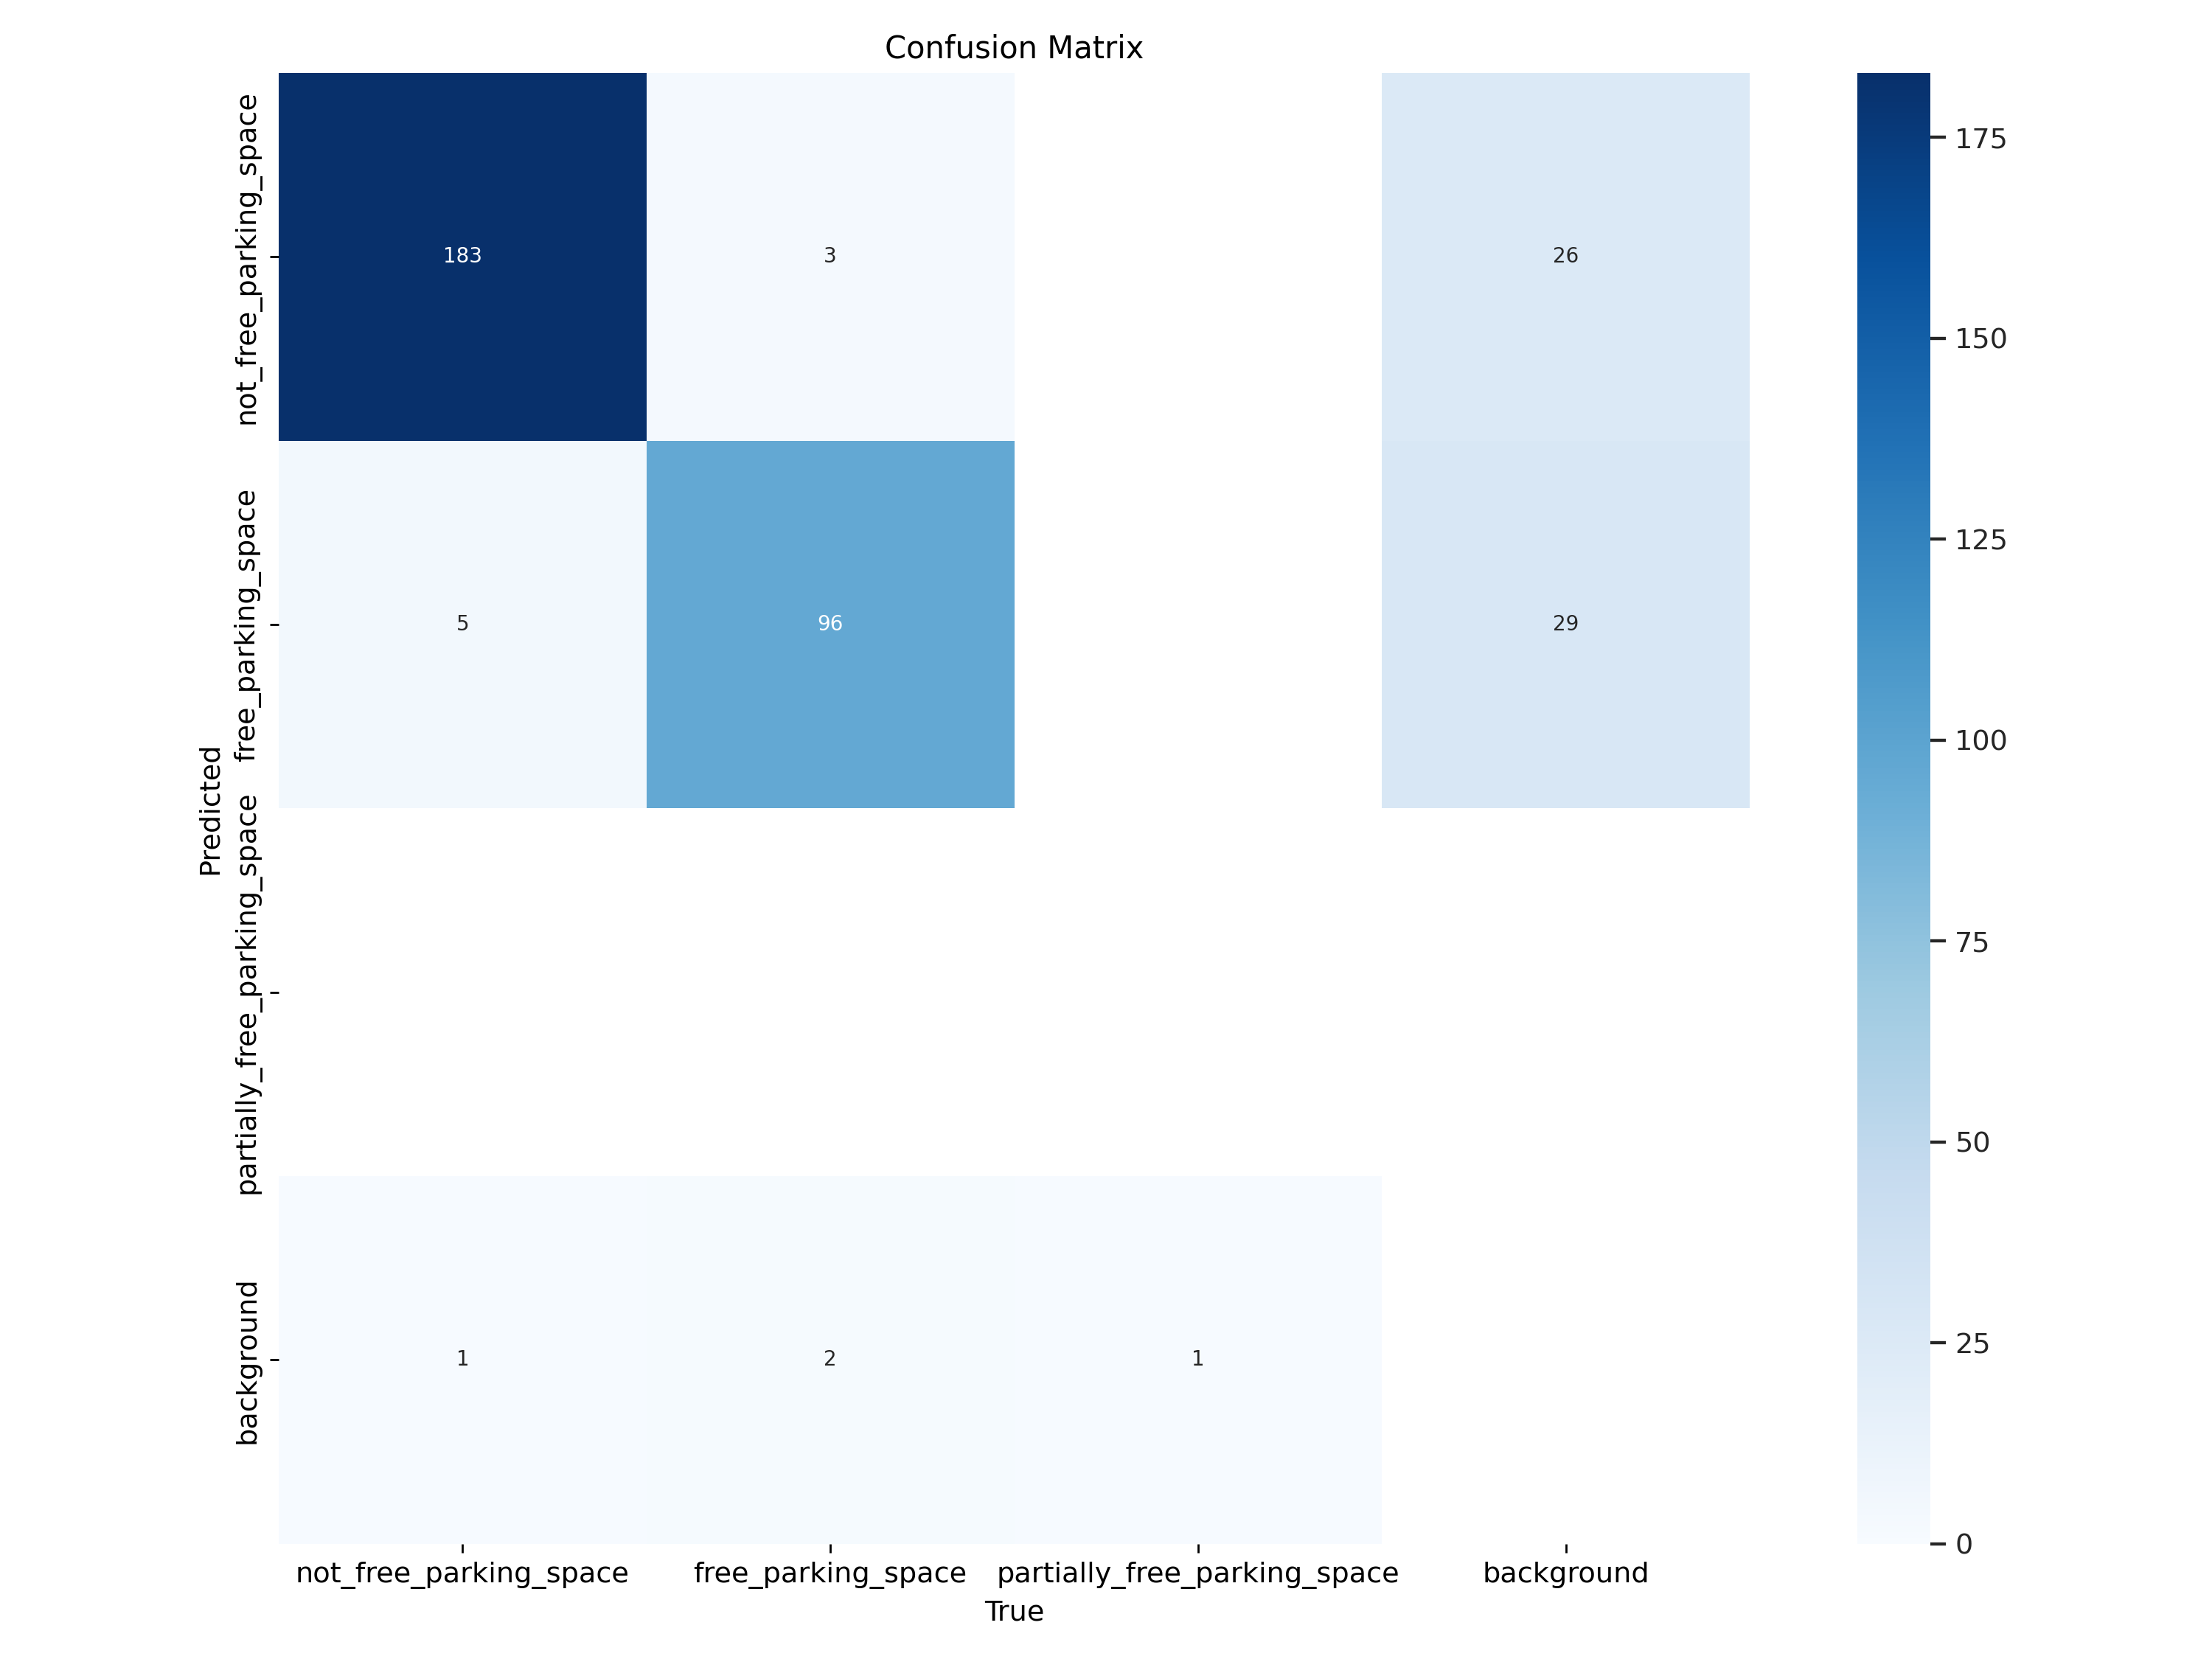 Confusion Matrix
not_free_parking_space
183
3
26
free_parking_space
5
96
29
partially_free_parking_space
background
1
2
1
Predicted
not_free_parking_space
free_parking_space
partially_free_parking_space
background
True
175
150
125
100
75
50
25
0